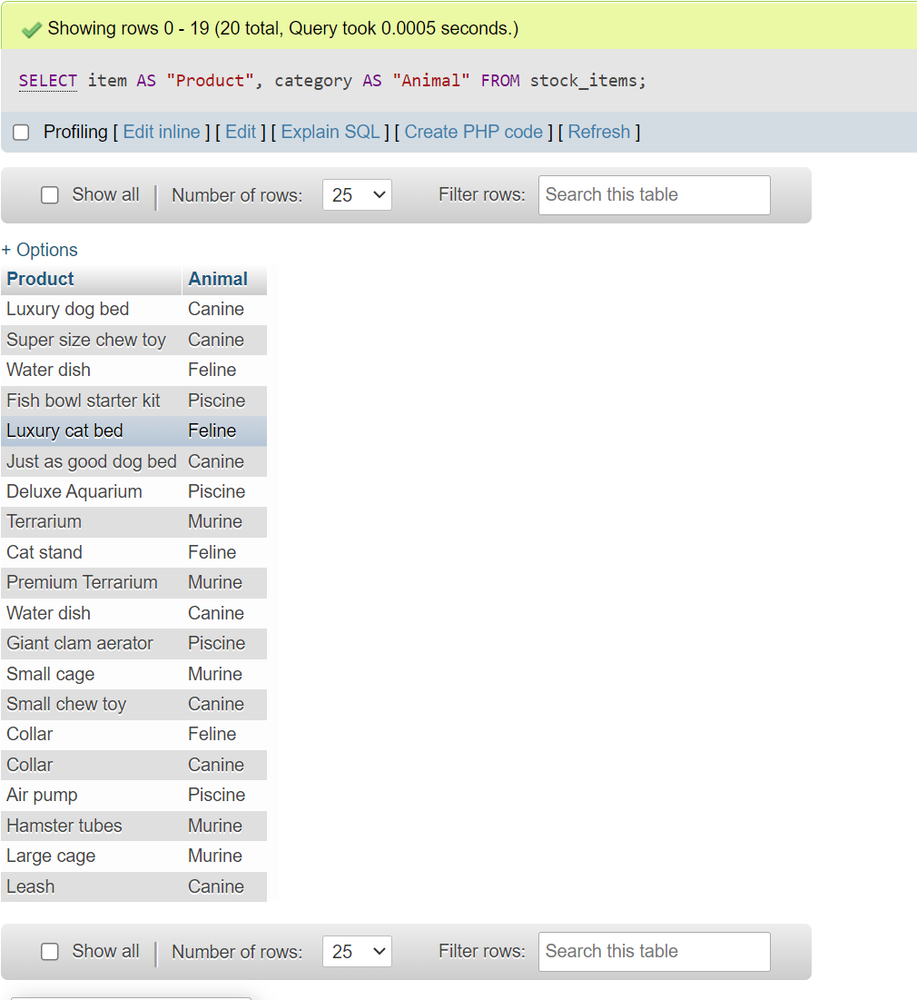 Showing rows 0 - 19 (20 total, Query took 0.0005 seconds.)
SELECT item AS "Product", category AS "Animal" FROM stock_items;
Profiling [ Edit inline ] [ Edit ] [ Explain SQL ] [ Create PHP code ] [ Refresh ]
Show all | Number of rows: 25 Filter rows: Search this table
+ Options
Product Animal
Luxury dog bed Canine
Super size chew toy Canine
Water dish Feline
Fish bowl starter kit Piscine
Luxury cat bed Feline
Just as good dog bed Canine
Deluxe Aquarium Piscine
Terrarium Murine
Cat stand Feline
Premium Terrarium Murine
Water dish Canine
Giant clam aerator Piscine
Small cage Murine
Small chew toy Canine
Collar Feline
Collar Canine
Air pump Piscine
Hamster tubes Murine
Large cage Murine
Leash Canine
Show all | Number of rows: 25 Filter rows: Search this table